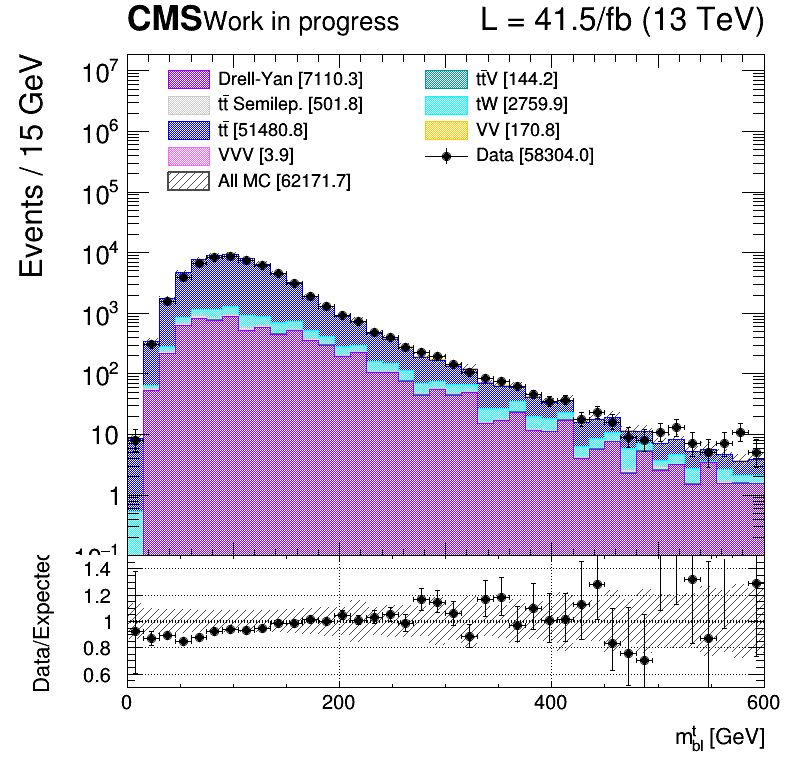 CMS Work in progress L = 41.5/fb (13 TeV)
Events / 15 GeV
Drell-Yan [7110.3]
tt̄ Semilep. [501.8]
tt̄ [51480.8]
VVV [3.9]
All MC [62171.7]
tt̄V [144.2]
tW [2759.9]
VV [170.8]
Data [58304.0]
10⁷
10⁶
10⁵
10⁴
10³
10²
10
1
10⁻¹
Data/Expected
1.4
1.2
1
0.8
0.6
0 200 400 600
mᵗbl [GeV]